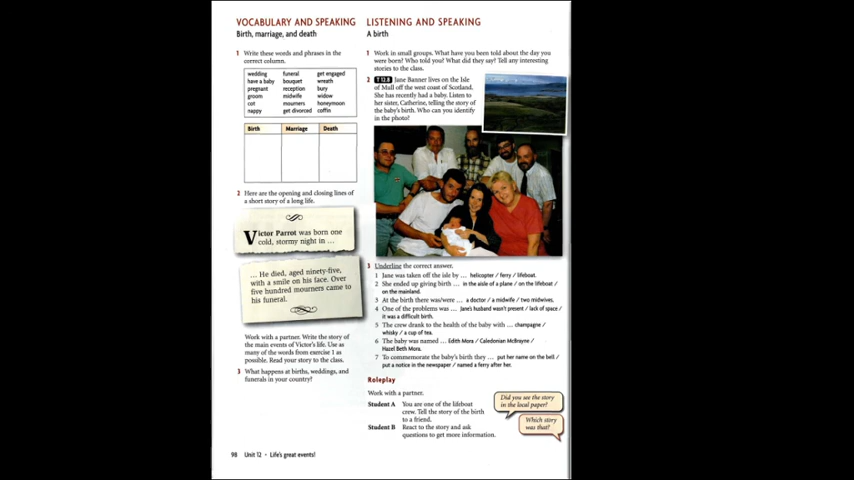 VOCABULARY AND SPEAKING
Birth, marriage, and death
1 Write these words and phrases in the
correct column.
wedding funeral get engaged
have a baby bouquet wreath
pregnant reception bury
groom midwife widow
cot mourners honeymoon
nappy get divorced coffin
Birth Marriage Death
2 Here are the opening and closing lines of
a short story of a long life.
Victor Parrot was born one
cold, stormy night in ...
... He died, aged ninety-five,
with a smile on his face. Over
five hundred mourners came to
his funeral.
Work with a partner. Write the story of
the main events of Victor's life. Use as
many of the words from exercise 1 as
possible. Read your story to the class.
3 What happens at births, weddings, and
funerals in your country?
LISTENING AND SPEAKING
A birth
1 Work in small groups. What have you been told about the day you
were born? Who told you? What did they say? Tell any interesting
stories to the class.
2 T 12.8 Jane Banner lives on the Isle
of Mull off the west coast of Scotland.
She has recently had a baby. Listen to
her sister, Catherine, telling the story of
the baby's birth. Who can you identify
in the photo?
3 Underline the correct answer.
1 Jane was taken off the isle by ... helicopter / ferry / lifeboat.
2 She ended up giving birth ... in the aisle of a plane / on the lifeboat /
on the mainland.
3 At the birth there was/were ... a doctor / a midwife / two midwives.
4 One of the problems was ... Jane's husband wasn't present / lack of space /
it was a difficult birth.
5 The crew drank to the health of the baby with ... champagne /
whisky / a cup of tea.
6 The baby was named ... Edith Mora / Caledonian McBrayne /
Hazel Beth Mora.
7 To commemorate the baby's birth they ... put her name on the bell /
put a notice in the newspaper / named a ferry after her.
Roleplay
Work with a partner.
Student A You are one of the lifeboat
crew. Tell the story of the birth
to a friend.
Student B React to the story and ask
questions to get more information.
Did you see the story
in the local paper?
Which story
was that?
98 Unit 12 • Life's great events!